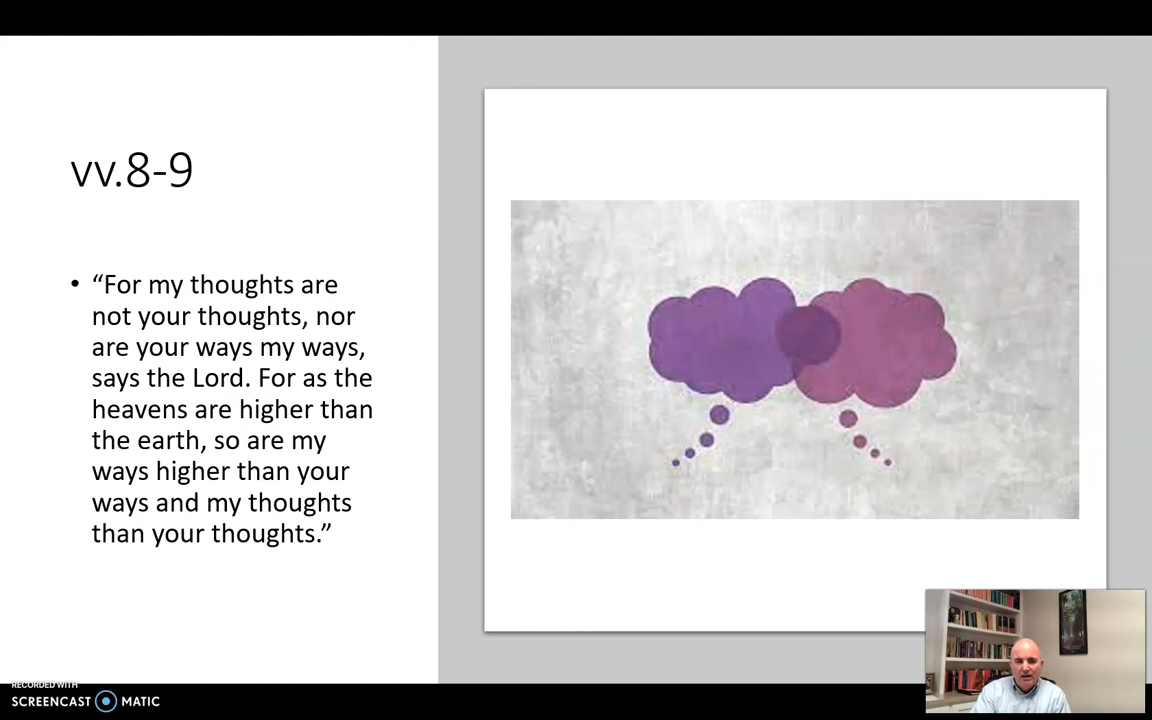 vv.8-9
• “For my thoughts are
not your thoughts, nor
are your ways my ways,
says the Lord. For as the
heavens are higher than
the earth, so are my
ways higher than your
ways and my thoughts
than your thoughts.”
RECORDED WITH
SCREENCAST MATIC